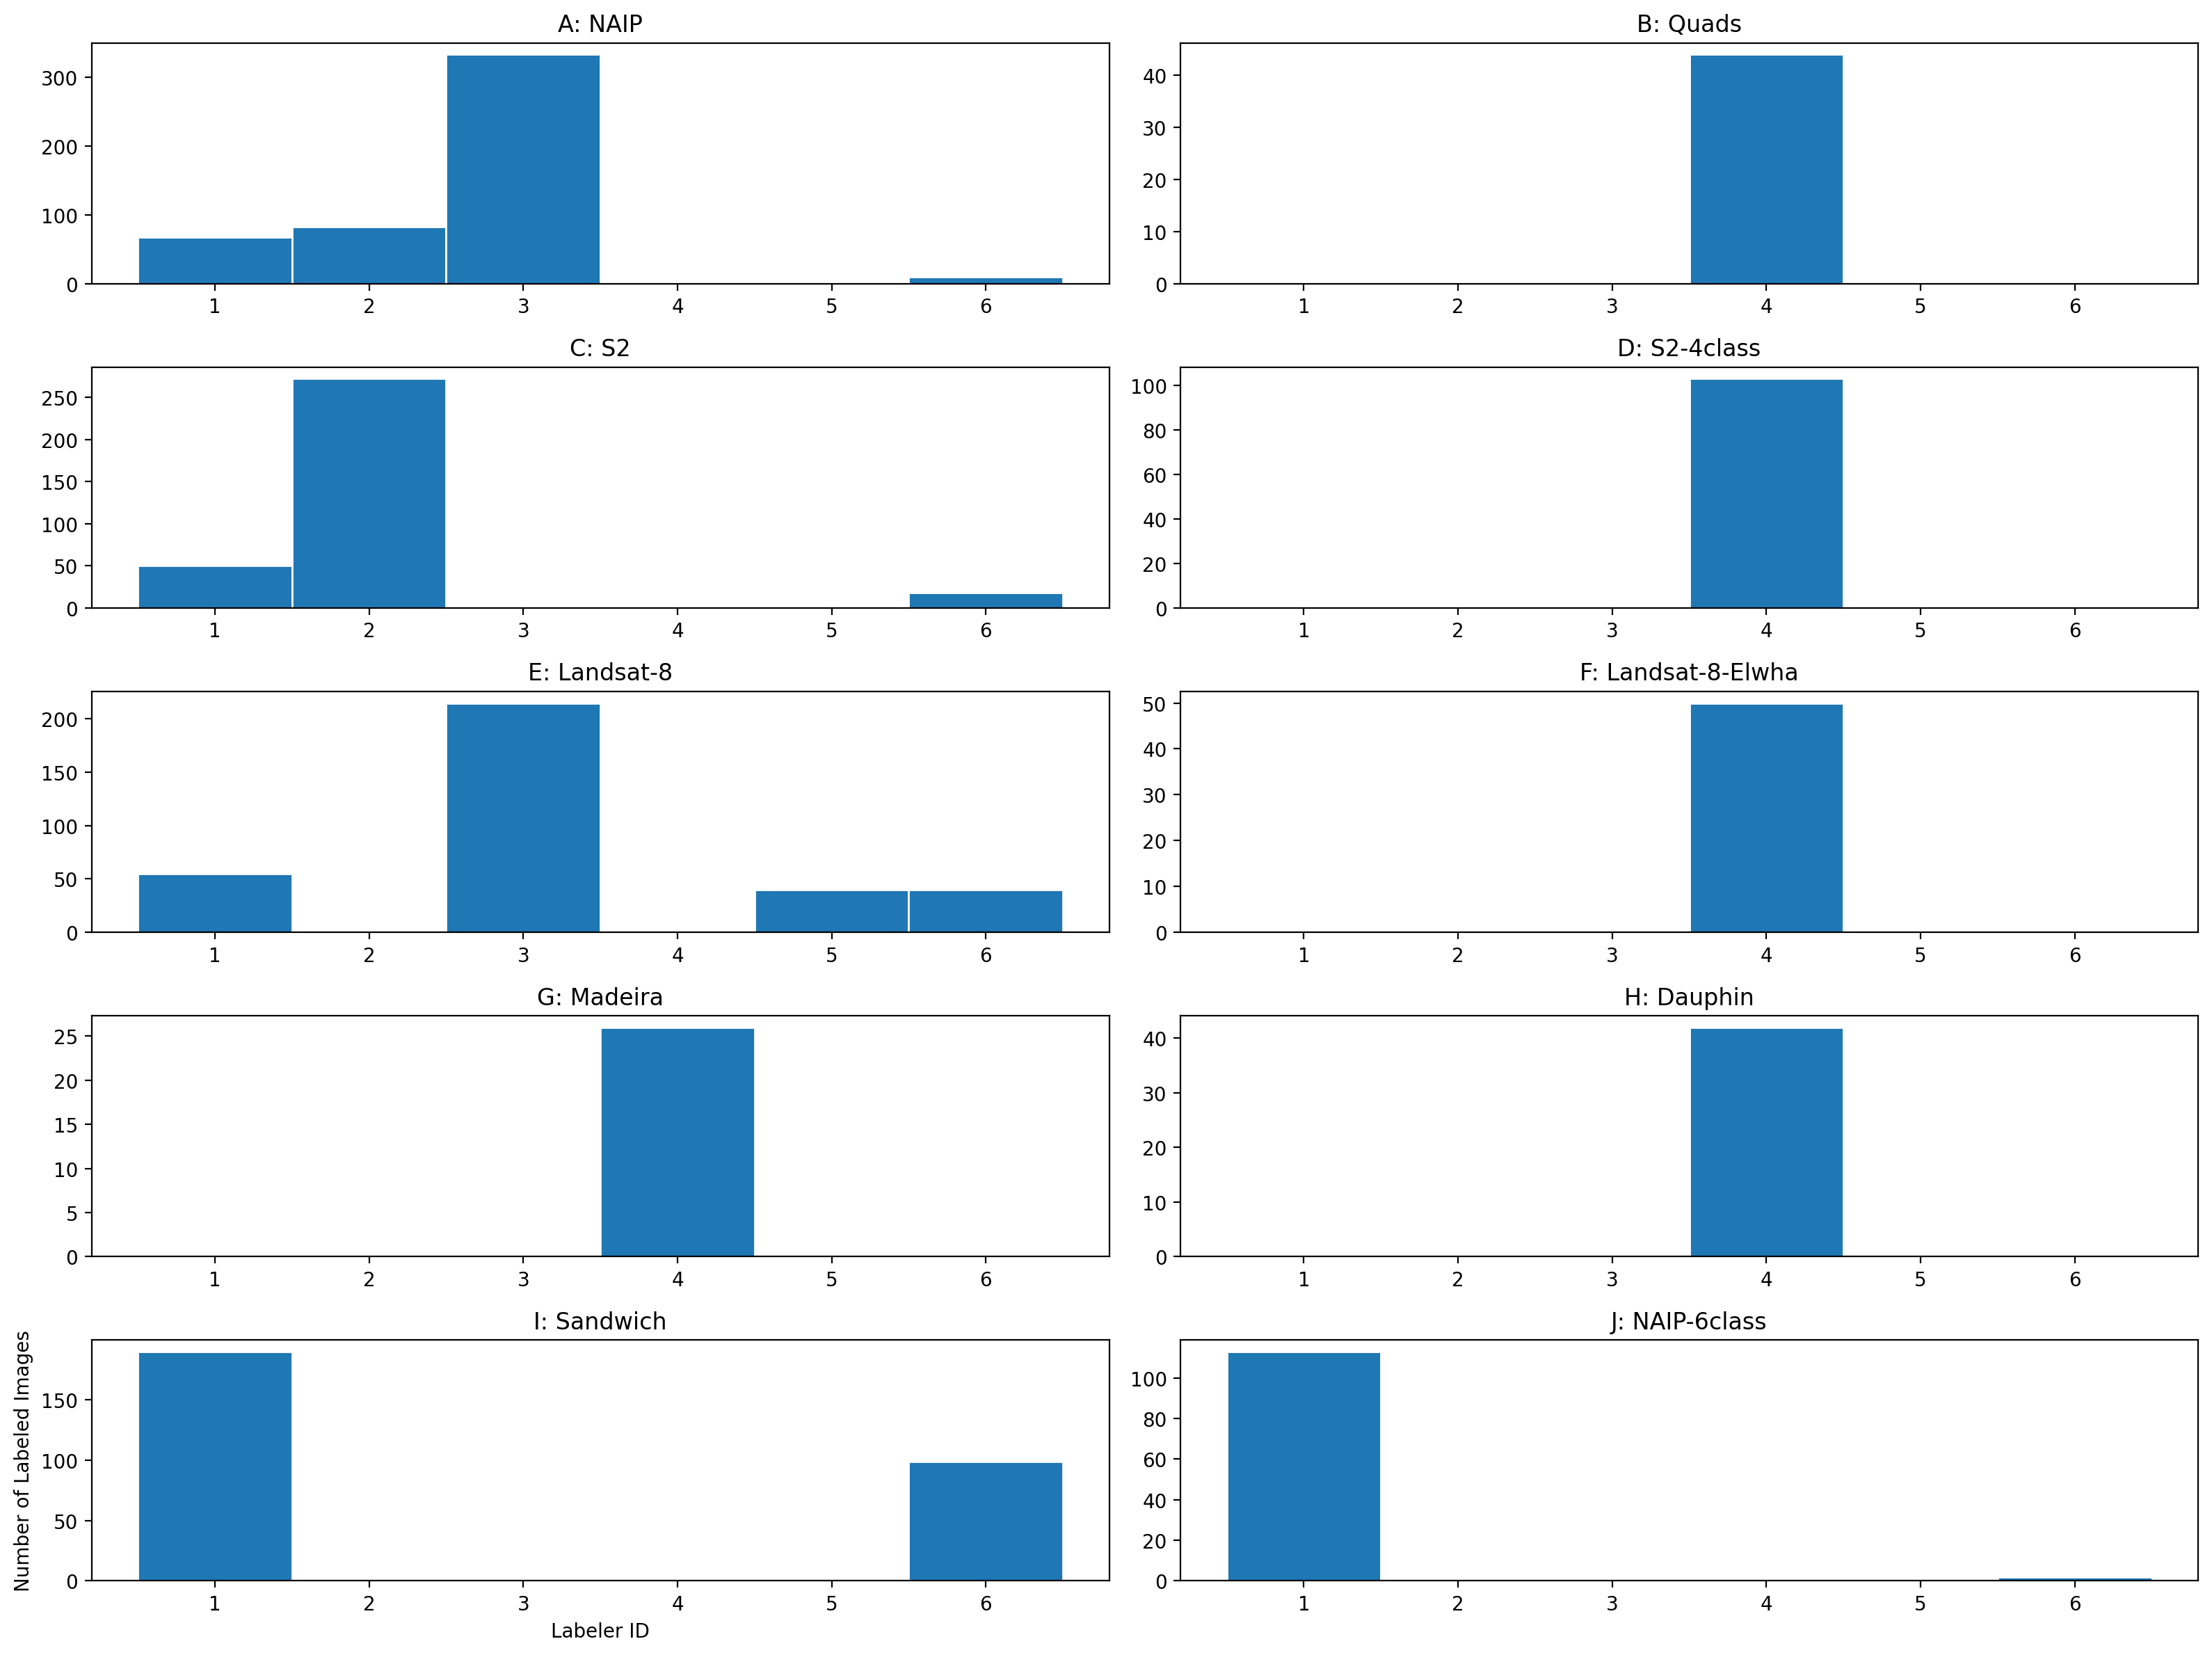 A: NAIP
300
200
100
0
1 2 3 4 5 6
B: Quads
40
30
20
10
0
1 2 3 4 5 6
C: S2
250
200
150
100
50
0
1 2 3 4 5 6
D: S2-4class
100
80
60
40
20
0
1 2 3 4 5 6
E: Landsat-8
200
150
100
50
0
1 2 3 4 5 6
F: Landsat-8-Elwha
50
40
30
20
10
0
1 2 3 4 5 6
G: Madeira
25
20
15
10
5
0
1 2 3 4 5 6
H: Dauphin
40
30
20
10
0
1 2 3 4 5 6
I: Sandwich
Number of Labeled Images
150
100
50
0
1 2 3 4 5 6
Labeler ID
J: NAIP-6class
100
80
60
40
20
0
1 2 3 4 5 6